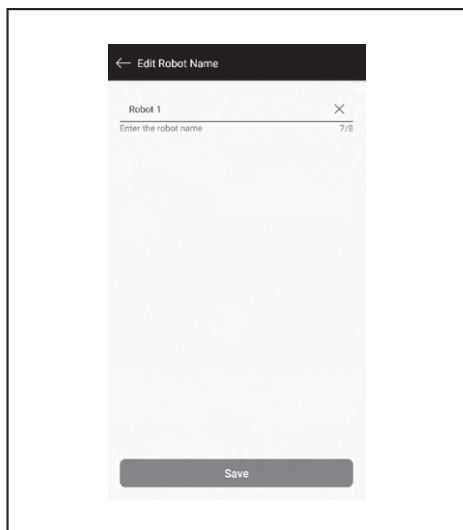 ← Edit Robot Name
Robot 1 ×
Enter the robot name 7/8
Save